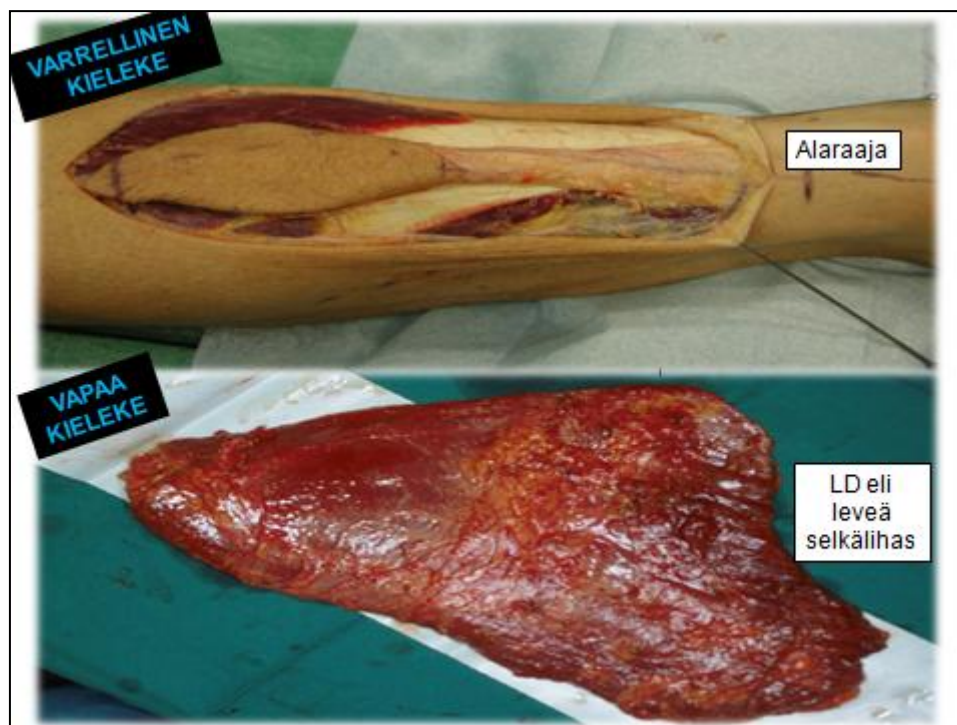 VARRELLINEN
KIELEKE
Alaraaja
VAPAA
KIELEKE
LD eli
leveä
selkälihas